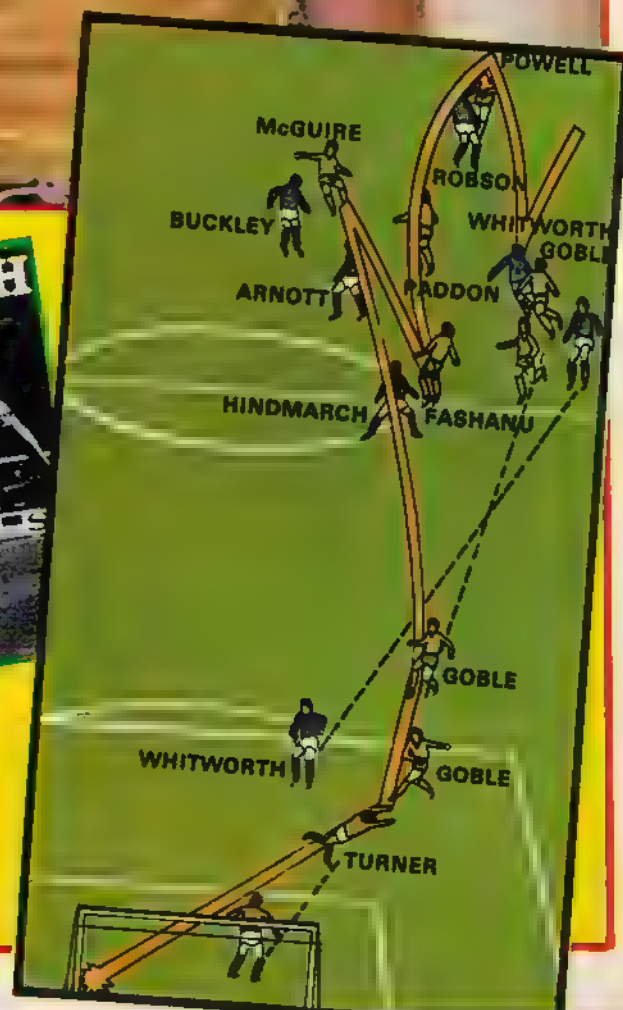 POWELL
McGUIRE
ROBSON
BUCKLEY
WHITWORTH
GOBLE
ARNOTT
PADDON
HINDMARCH
FASHANU
GOBLE
WHITWORTH
GOBLE
TURNER